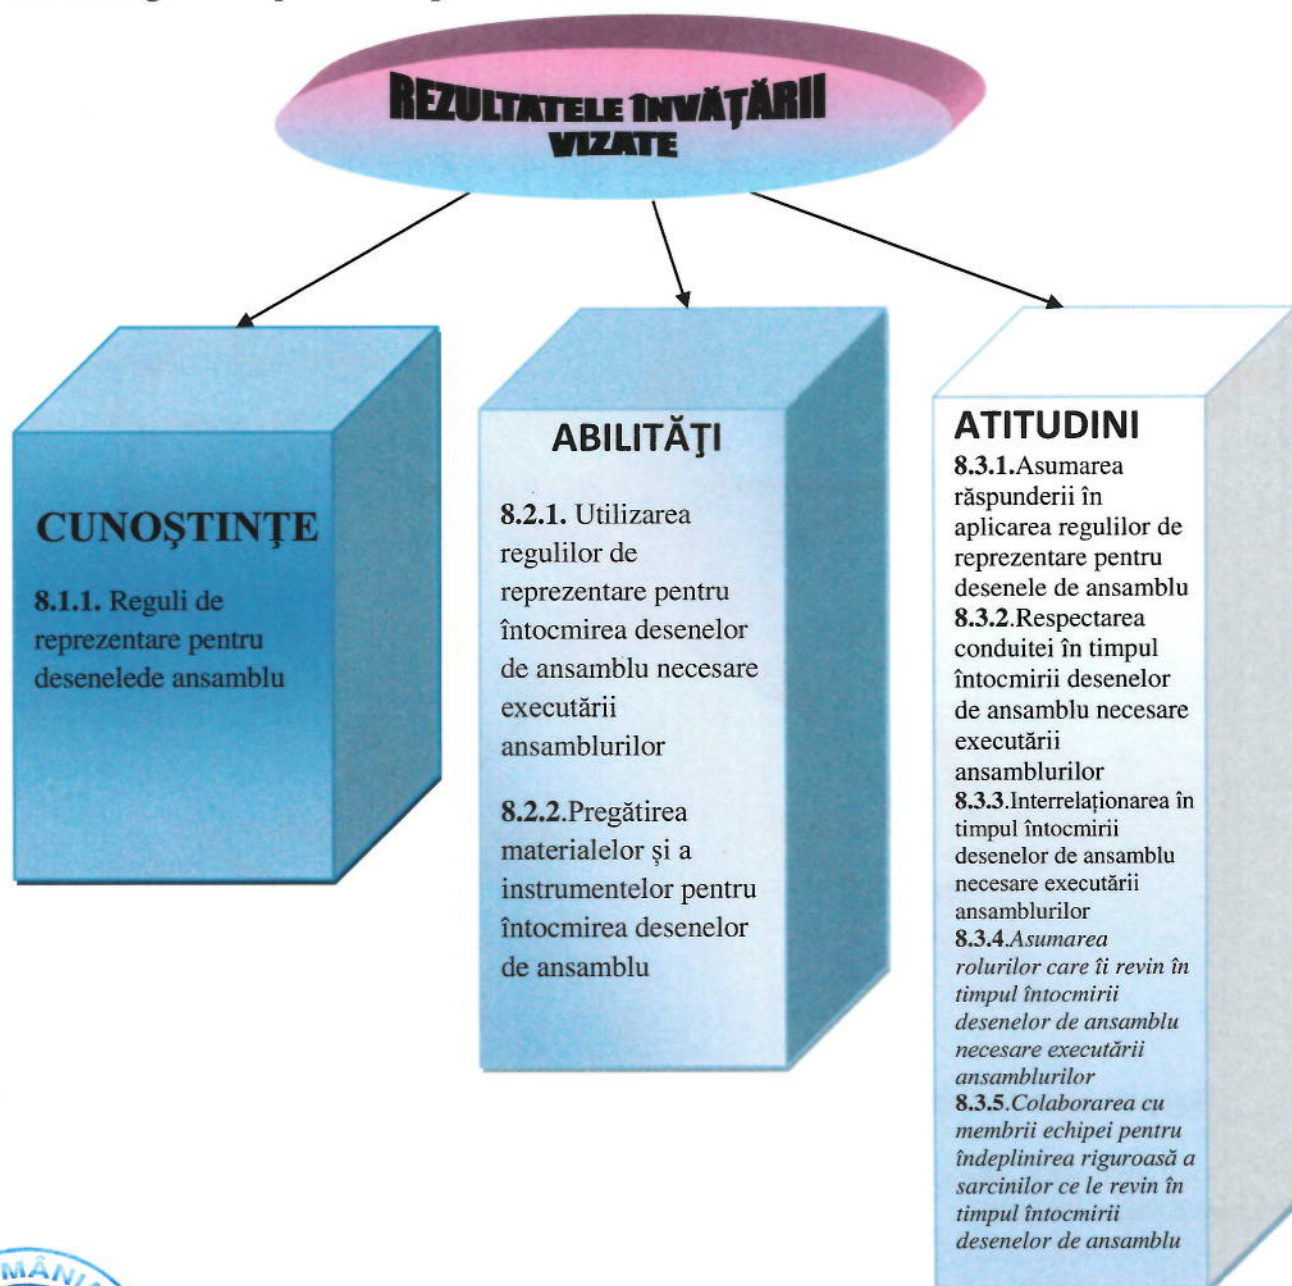 REZULTATELE ÎNVĂŢĂRII
VIZATE
CUNOŞTINŢE
8.1.1. Reguli de
reprezentare pentru
desenelede ansamblu
ABILITĂŢI
8.2.1. Utilizarea
regulilor de
reprezentare pentru
întocmirea desenelor
de ansamblu necesare
executării
ansamblurilor
8.2.2.Pregătirea
materialelor și a
instrumentelor pentru
întocmirea desenelor
de ansamblu
ATITUDINI
8.3.1.Asumarea
răspunderii în
aplicarea regulilor de
reprezentare pentru
desenele de ansamblu
8.3.2.Respectarea
conduitei în timpul
întocmirii desenelor
de ansamblu necesare
executării
ansamblurilor
8.3.3.Interrelaționarea în
timpul întocmirii
desenelor de ansamblu
necesare executării
ansamblurilor
8.3.4.Asumarea
rolurilor care îi revin în
timpul întocmirii
desenelor de ansamblu
necesare executării
ansamblurilor
8.3.5.Colaborarea cu
membrii echipei pentru
îndeplinirea riguroasă a
sarcinilor ce le revin în
timpul întocmirii
desenelor de ansamblu